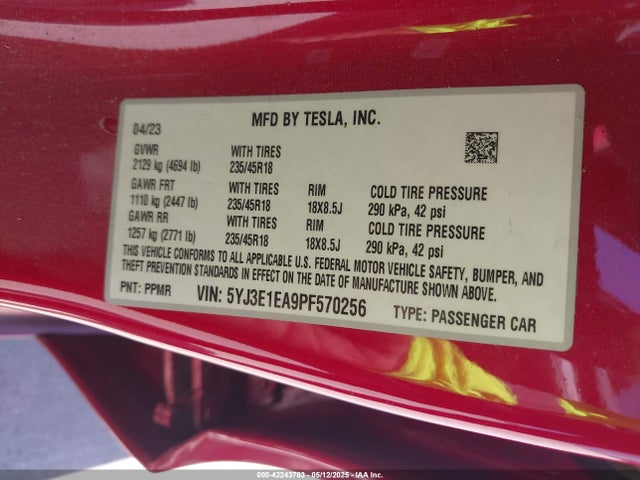 MFD BY TESLA, INC.
04/23
GVWR
2129 kg (4694 lb)
WITH TIRES
235/45R18
GAWR FRT
1110 kg (2447 lb)
WITH TIRES
235/45R18
RIM
18X8.5J
COLD TIRE PRESSURE
290 kPa, 42 psi
GAWR RR
1257 kg (2771 lb)
WITH TIRES
235/45R18
RIM
18X8.5J
COLD TIRE PRESSURE
290 kPa, 42 psi
THIS VEHICLE CONFORMS TO ALL APPLICABLE U.S. FEDERAL MOTOR VEHICLE SAFETY, BUMPER, AND
THEFT PREVENTION STANDARDS IN EFFECT ON THE DATE OF MANUFACTURE SHOWN ABOVE.
PNT: PPMR
VIN: 5YJ3E1EA9PF570256
TYPE: PASSENGER CAR
000-42243783 - 05/12/2025 - © IAA Inc.